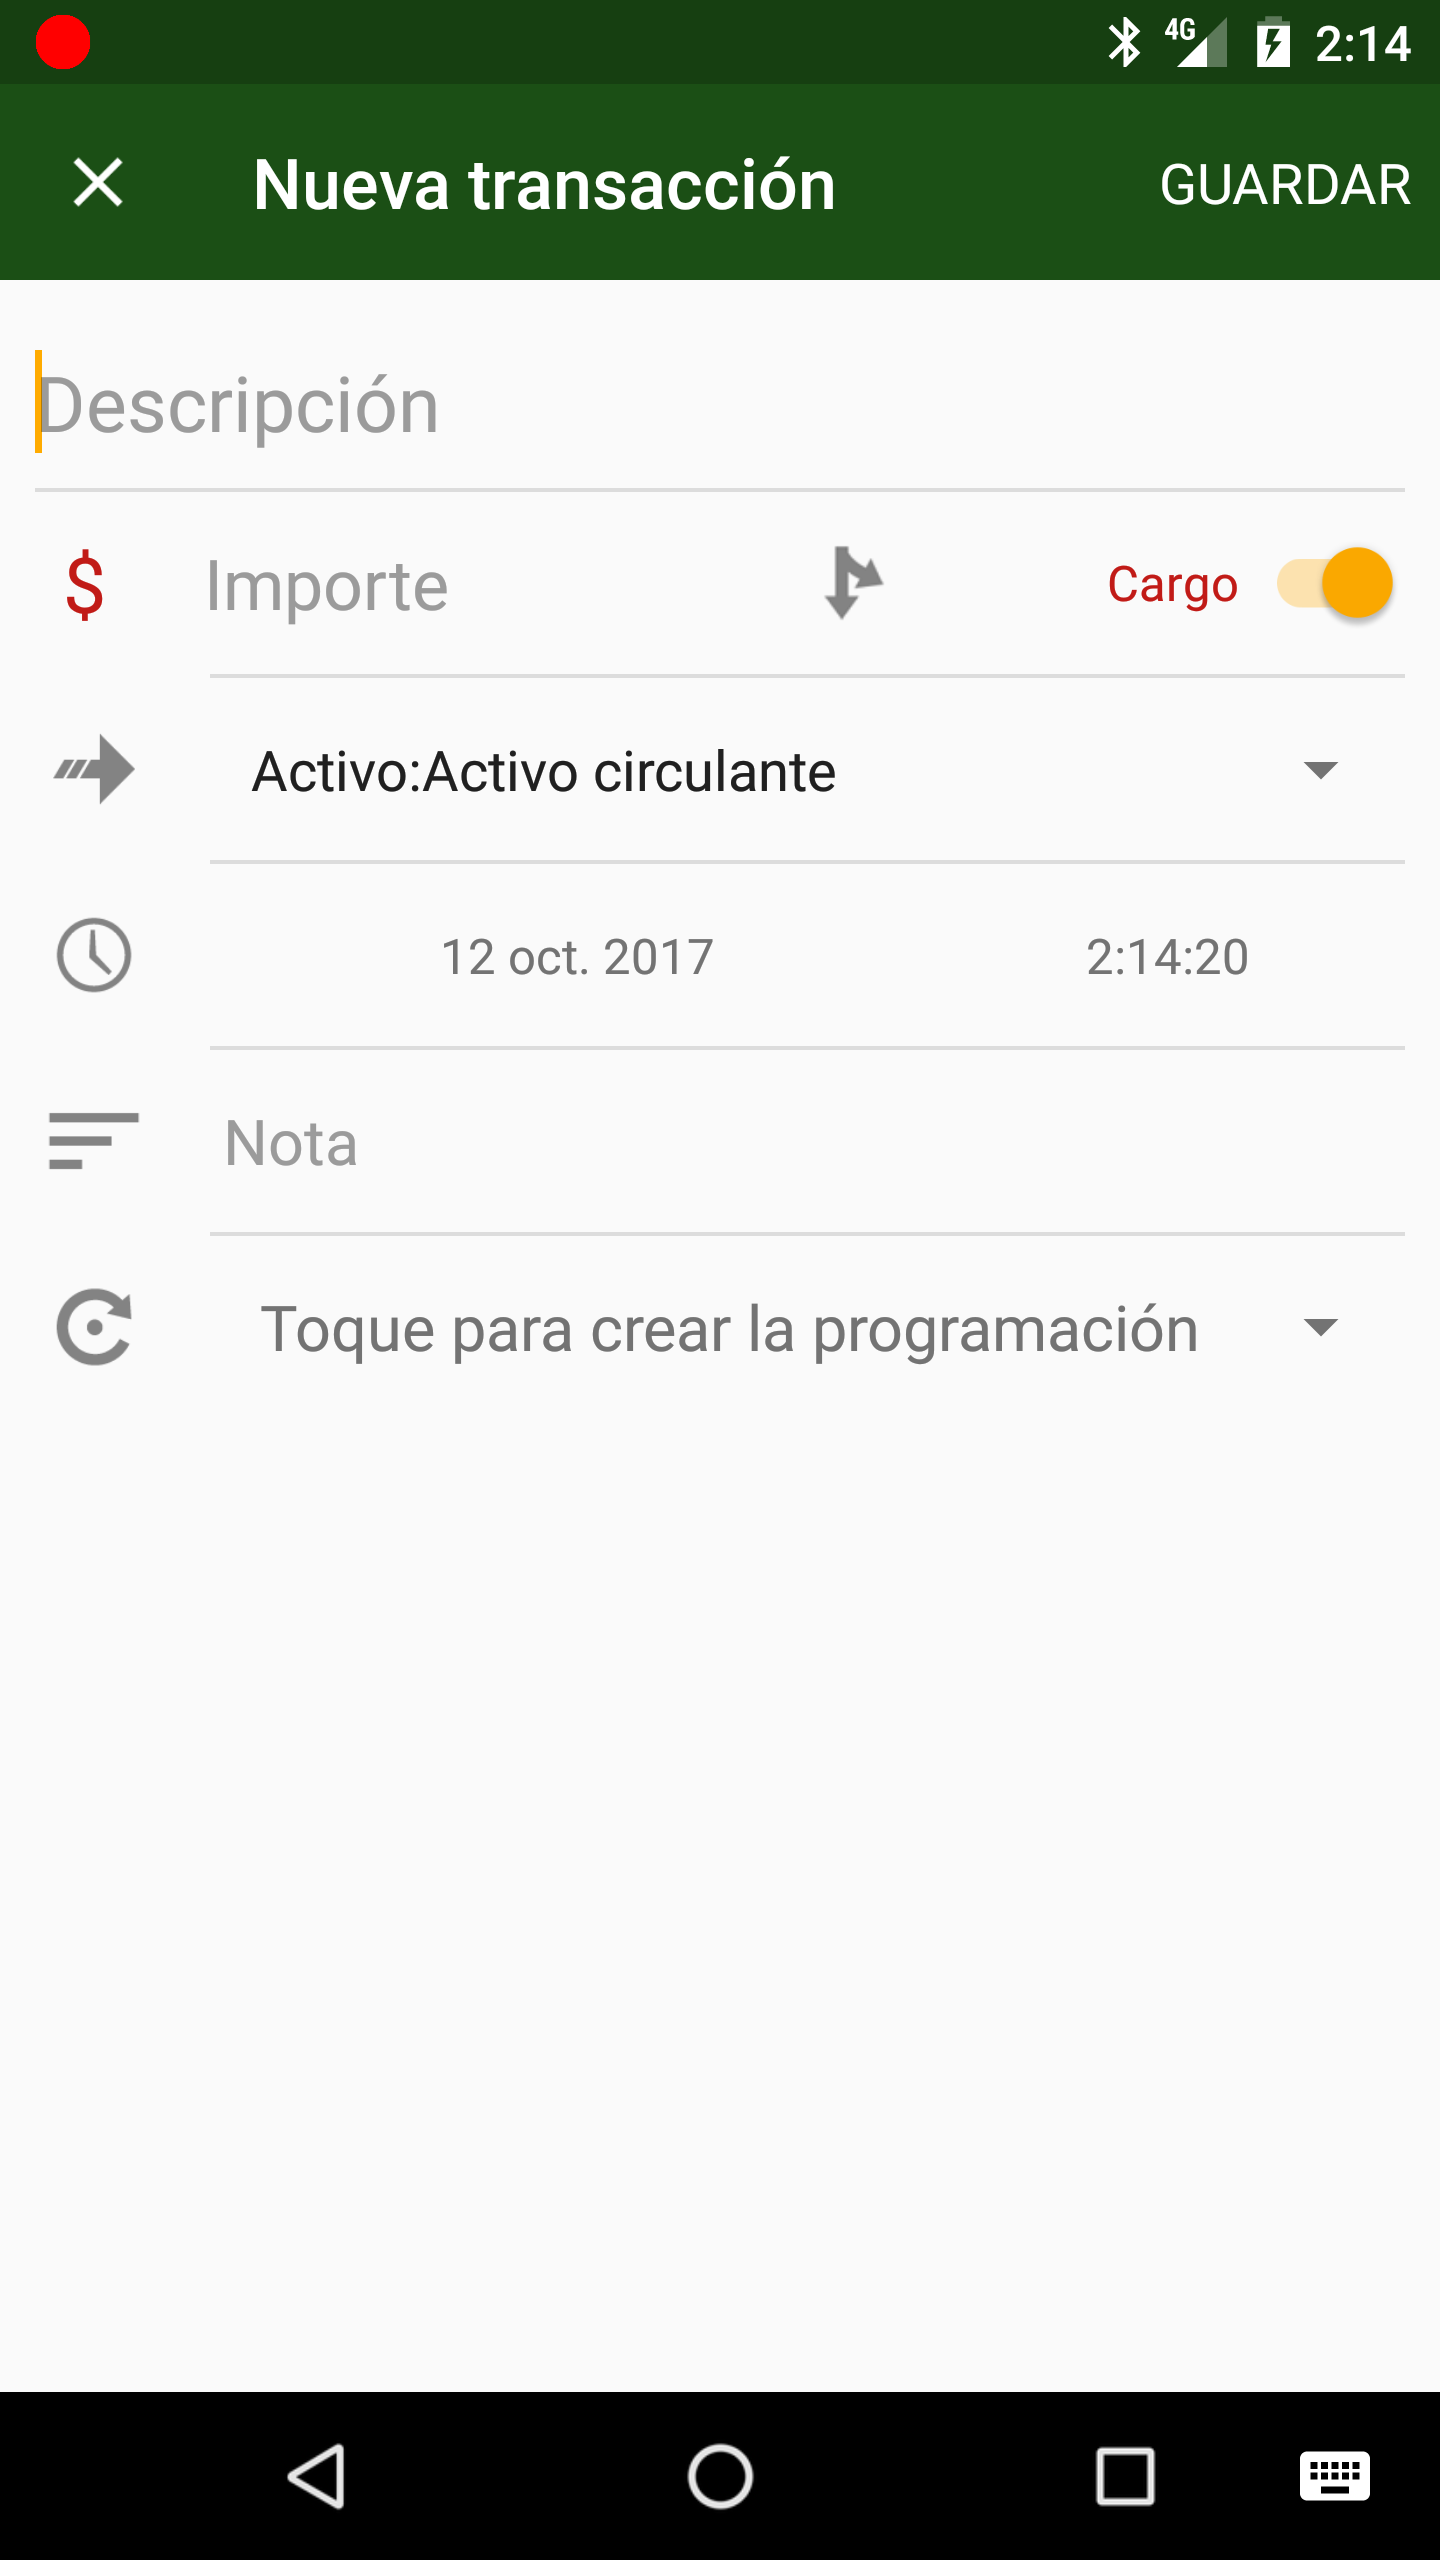 4G 2:14
Nueva transacción GUARDAR
Descripción
$ Importe Cargo
Activo:Activo circulante
12 oct. 2017 2:14:20
Nota
Toque para crear la programación